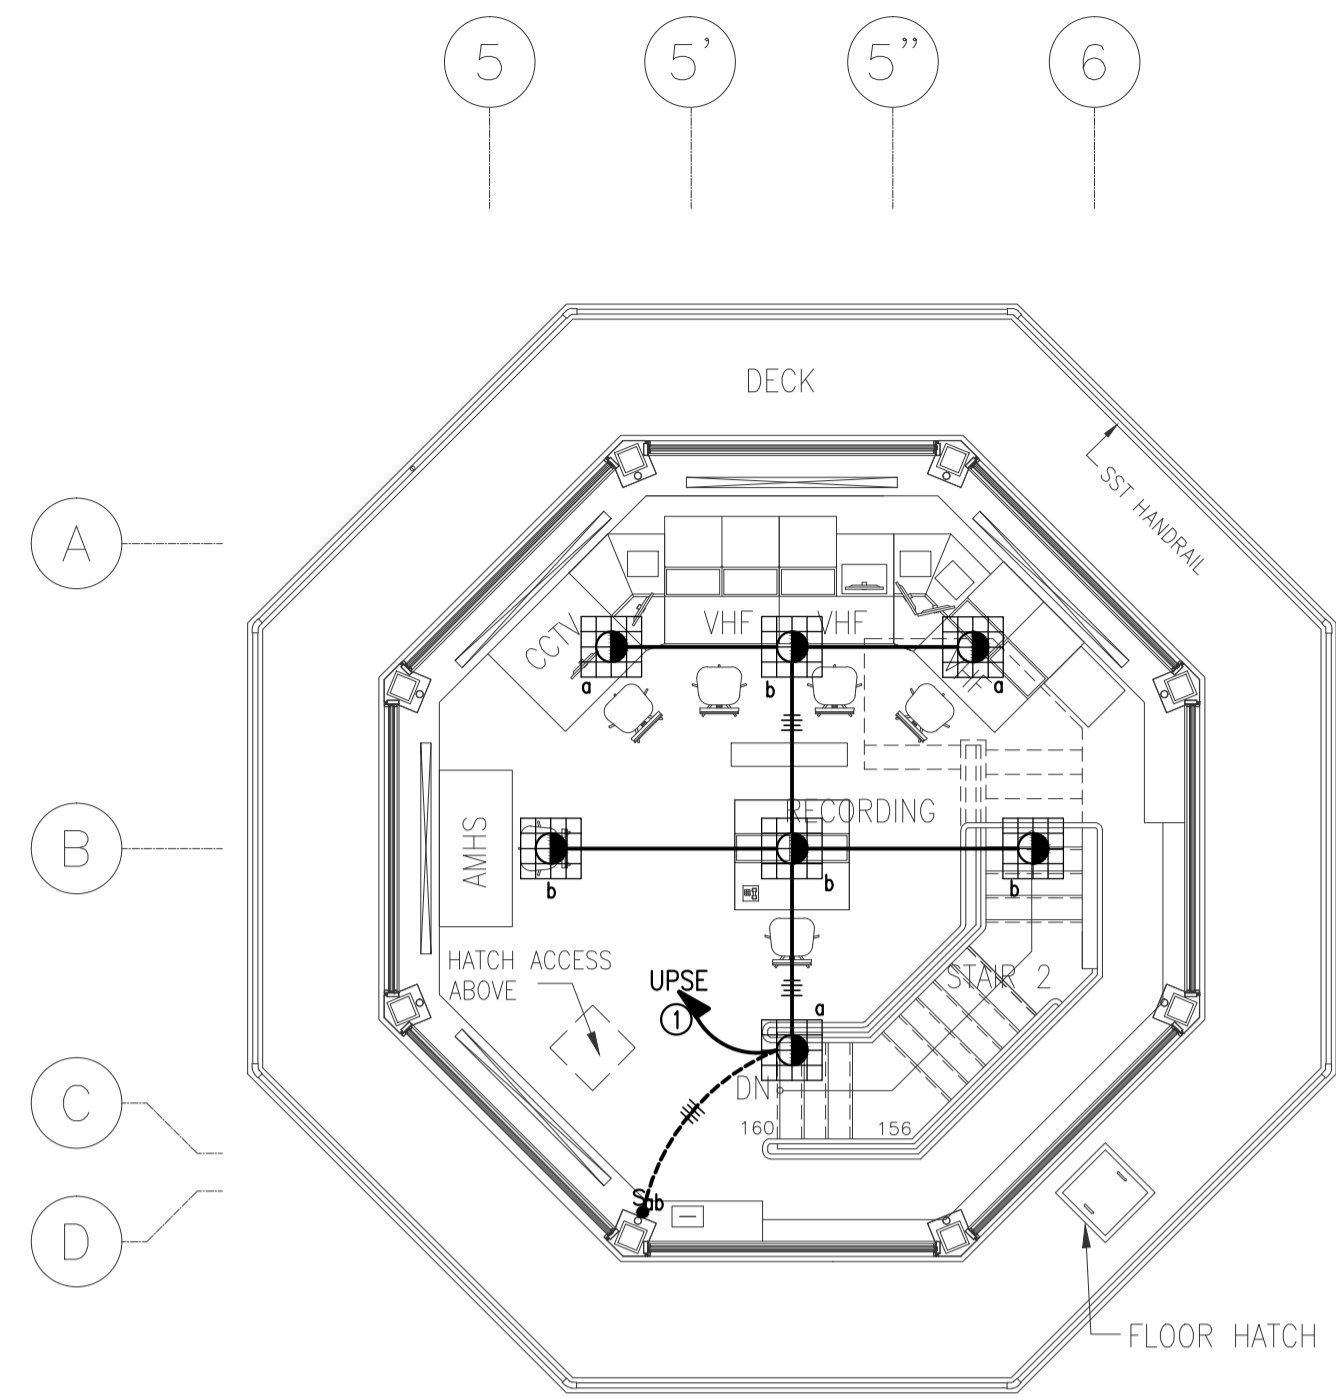 5 5' 5" 6
DECK
SST HANDRAIL
A
CCTV
VHF VHF
a
b
a
B
AMHS
RECORDING
b
b
b
HATCH ACCESS
ABOVE
UPSE
1
a
STAIR 2
C
DN
160
156
D
Sab
FLOOR HATCH